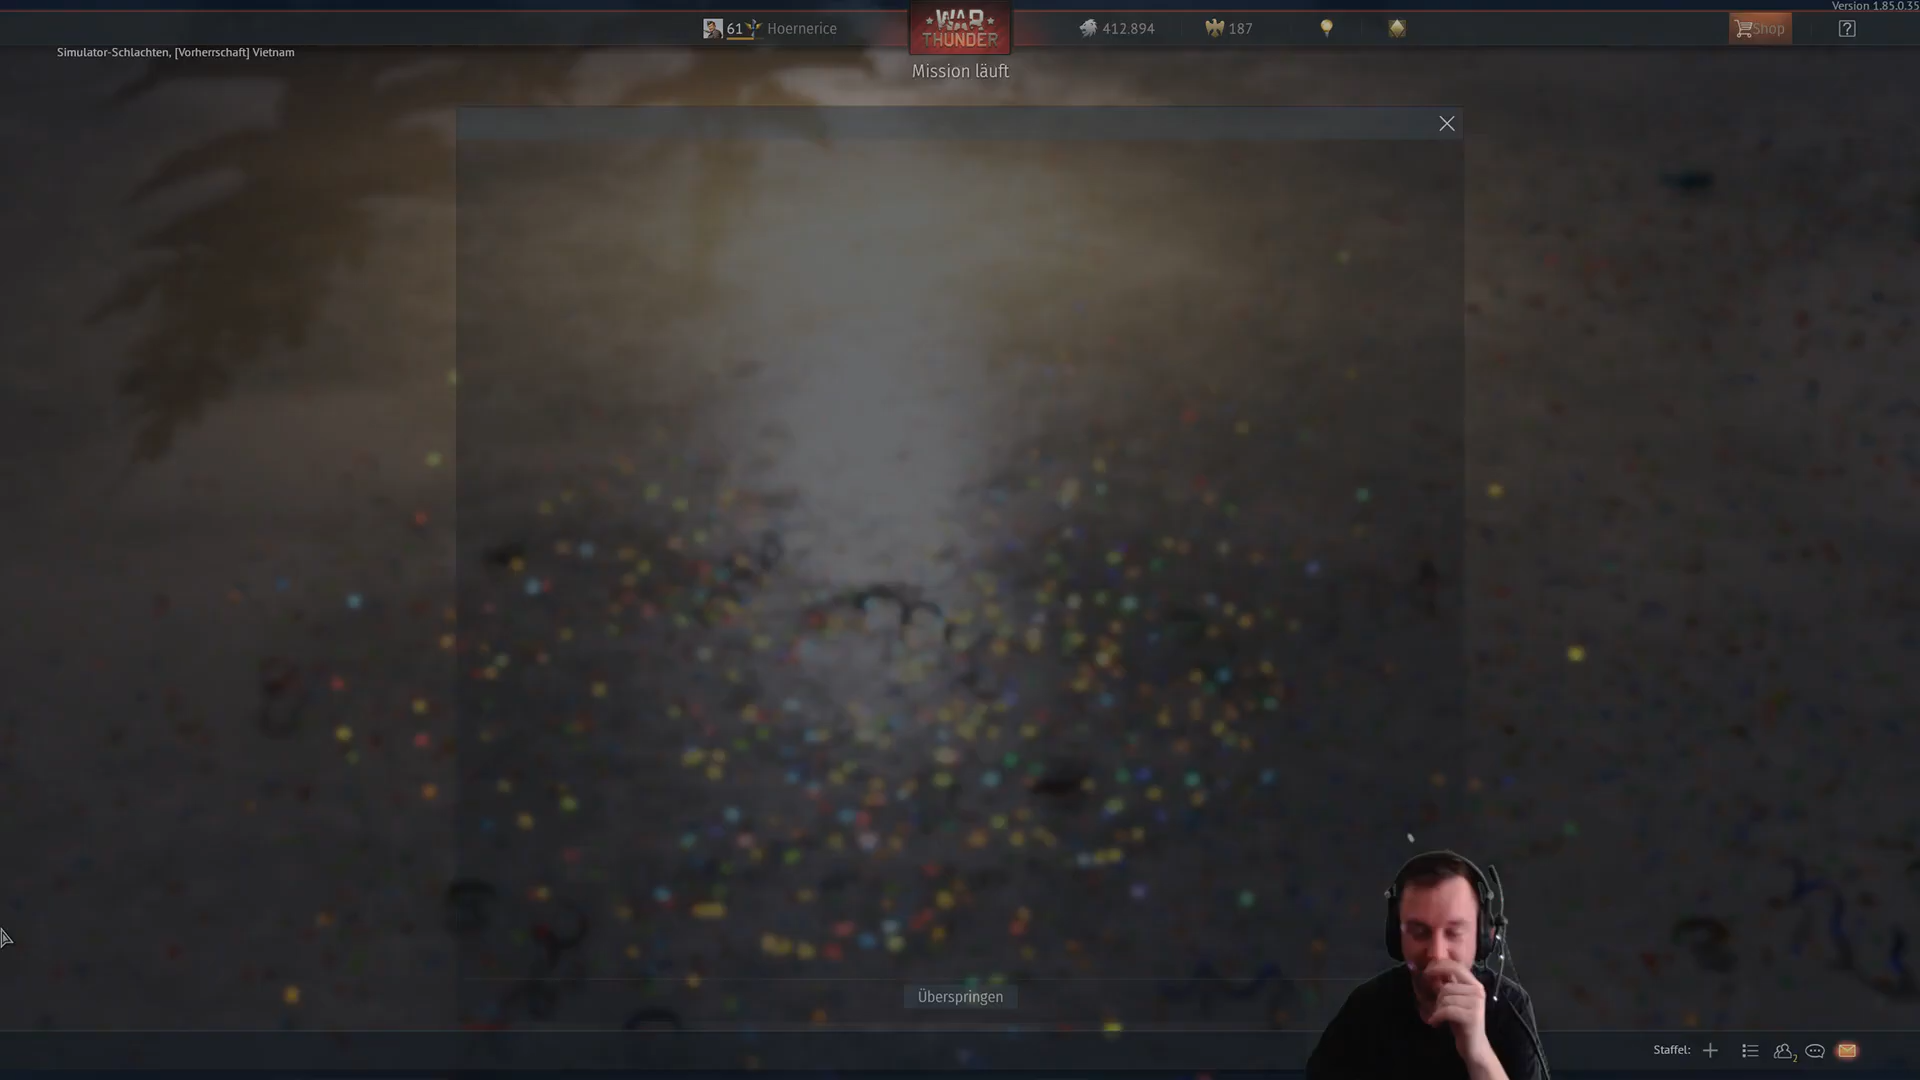 Version 1.85.0.35
61 Hoernerice
WAR
THUNDER
412.894
187
Shop
?
Simulator-Schlachten, [Vorherrschaft] Vietnam
Mission läuft
Überspringen
Staffel:
2